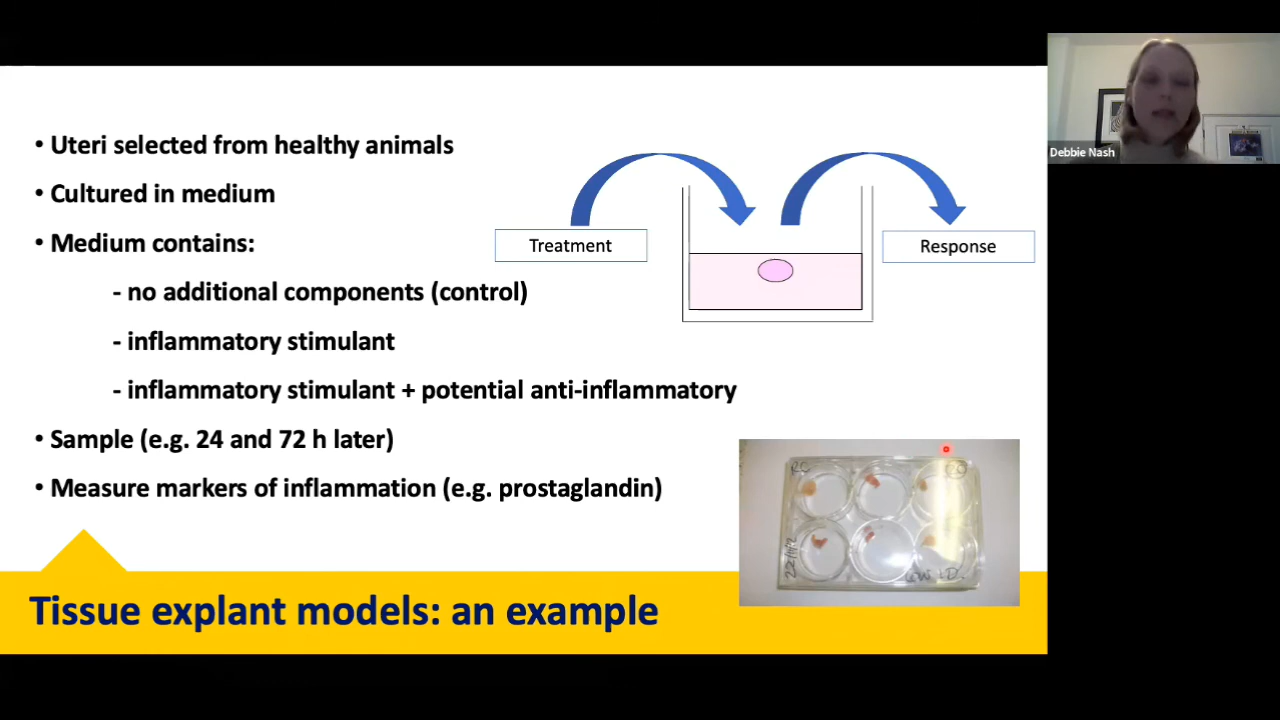 • Uteri selected from healthy animals
• Cultured in medium
• Medium contains:
- no additional components (control)
- inflammatory stimulant
- inflammatory stimulant + potential anti-inflammatory
• Sample (e.g. 24 and 72 h later)
• Measure markers of inflammation (e.g. prostaglandin)
Treatment
Response
Debbie Nash
Tissue explant models: an example